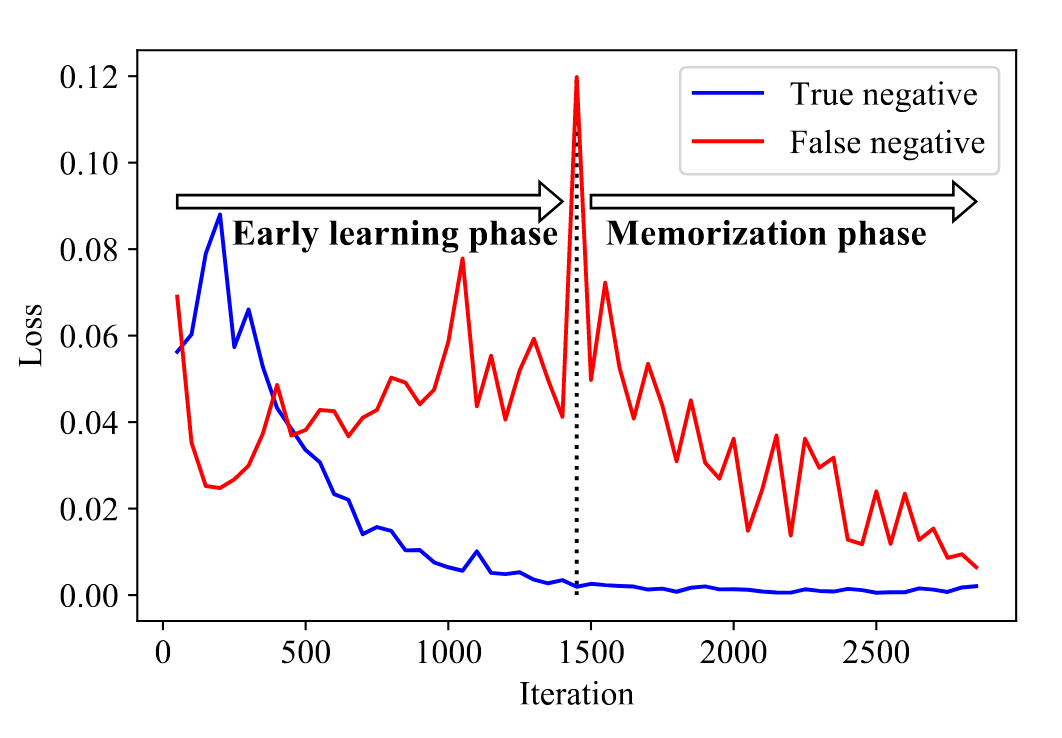 0.12
0.10
0.08
0.06
0.04
0.02
0.00
Loss
True negative
False negative
Early learning phase
Memorization phase
0
500
1000
1500
2000
2500
Iteration